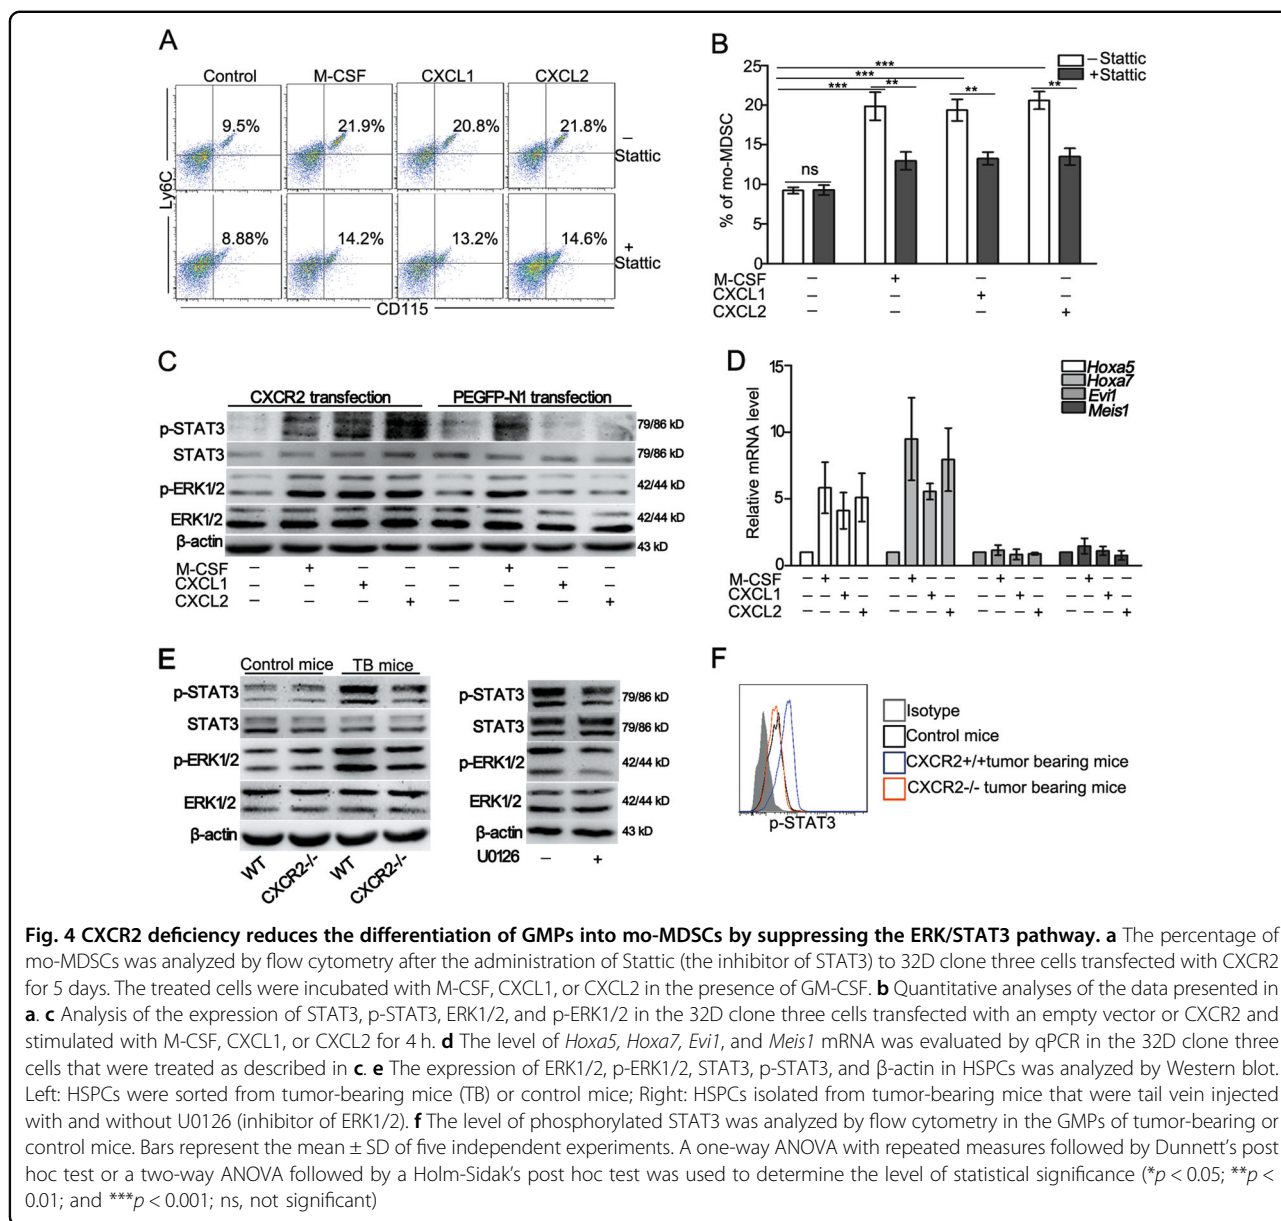 A
Control M-CSF CXCL1 CXCL2
9.5% 21.9% 20.8% 21.8%
– Stattic
8.88% 14.2% 13.2% 14.6%
+ Stattic
Ly6C
CD115
B
– Stattic
+ Stattic
*** *** *** ** ** **
ns
% of mo-MDSC
25
20
15
10
5
0
M-CSF – + – –
CXCL1 – – + –
CXCL2 – – – +
C
CXCR2 transfection PEGFP-N1 transfection
p-STAT3 79/86 kD
STAT3 79/86 kD
p-ERK1/2 42/44 kD
ERK1/2 42/44 kD
β-actin 43 kD
M-CSF – + – – – + – –
CXCL1 – – + – – – + –
CXCL2 – – – + – – – +
D
Hoxa5
Hoxa7
Evi1
Meis1
Relative mRNA level
15
10
5
0
M-CSF – + – – – + – – – + – – – + – –
CXCL1 – – + – – – + – – – + – – – + –
CXCL2 – – – + – – – + – – – + – – – +
E
Control mice TB mice
p-STAT3
STAT3
p-ERK1/2
ERK1/2
β-actin
WT CXCR2-/- WT CXCR2-/-
p-STAT3 79/86 kD
STAT3 79/86 kD
p-ERK1/2 42/44 kD
ERK1/2 42/44 kD
β-actin 43 kD
U0126 – +
F
p-STAT3
Isotype
Control mice
CXCR2+/+tumor bearing mice
CXCR2-/- tumor bearing mice
Fig. 4 CXCR2 deficiency reduces the differentiation of GMPs into mo-MDSCs by suppressing the ERK/STAT3 pathway. a The percentage of
mo-MDSCs was analyzed by flow cytometry after the administration of Stattic (the inhibitor of STAT3) to 32D clone three cells transfected with CXCR2
for 5 days. The treated cells were incubated with M-CSF, CXCL1, or CXCL2 in the presence of GM-CSF. b Quantitative analyses of the data presented in
a. c Analysis of the expression of STAT3, p-STAT3, ERK1/2, and p-ERK1/2 in the 32D clone three cells transfected with an empty vector or CXCR2 and
stimulated with M-CSF, CXCL1, or CXCL2 for 4 h. d The level of Hoxa5, Hoxa7, Evi1, and Meis1 mRNA was evaluated by qPCR in the 32D clone three
cells that were treated as described in c. e The expression of ERK1/2, p-ERK1/2, STAT3, p-STAT3, and β-actin in HSPCs was analyzed by Western blot.
Left: HSPCs were sorted from tumor-bearing mice (TB) or control mice; Right: HSPCs isolated from tumor-bearing mice that were tail vein injected
with and without U0126 (inhibitor of ERK1/2). f The level of phosphorylated STAT3 was analyzed by flow cytometry in the GMPs of tumor-bearing or
control mice. Bars represent the mean ± SD of five independent experiments. A one-way ANOVA with repeated measures followed by Dunnett's post
hoc test or a two-way ANOVA followed by a Holm-Sidak's post hoc test was used to determine the level of statistical significance (*p < 0.05; **p <
0.01; and ***p < 0.001; ns, not significant)